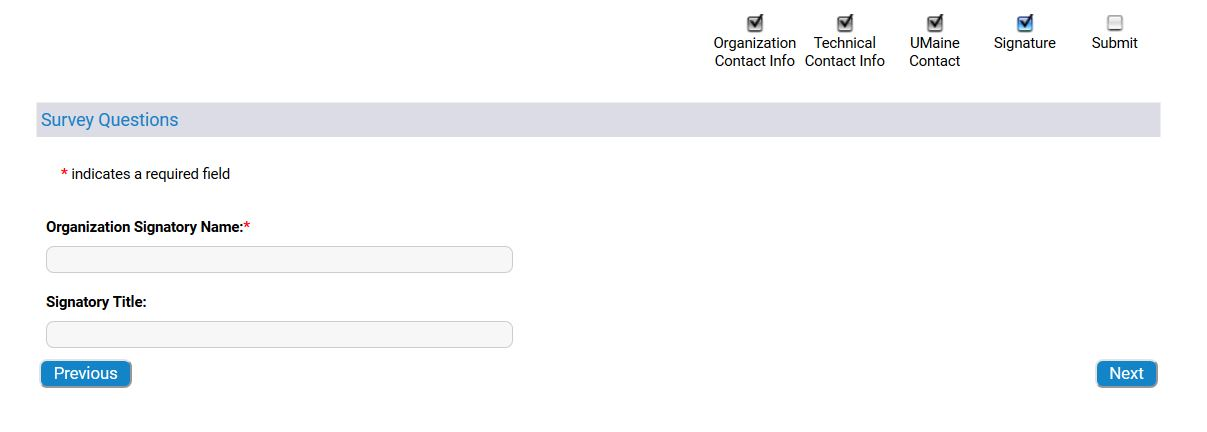 Organization Contact Info
Technical Contact Info
UMaine Contact
Signature
Submit
Survey Questions
* indicates a required field
Organization Signatory Name:*
Signatory Title:
Previous
Next